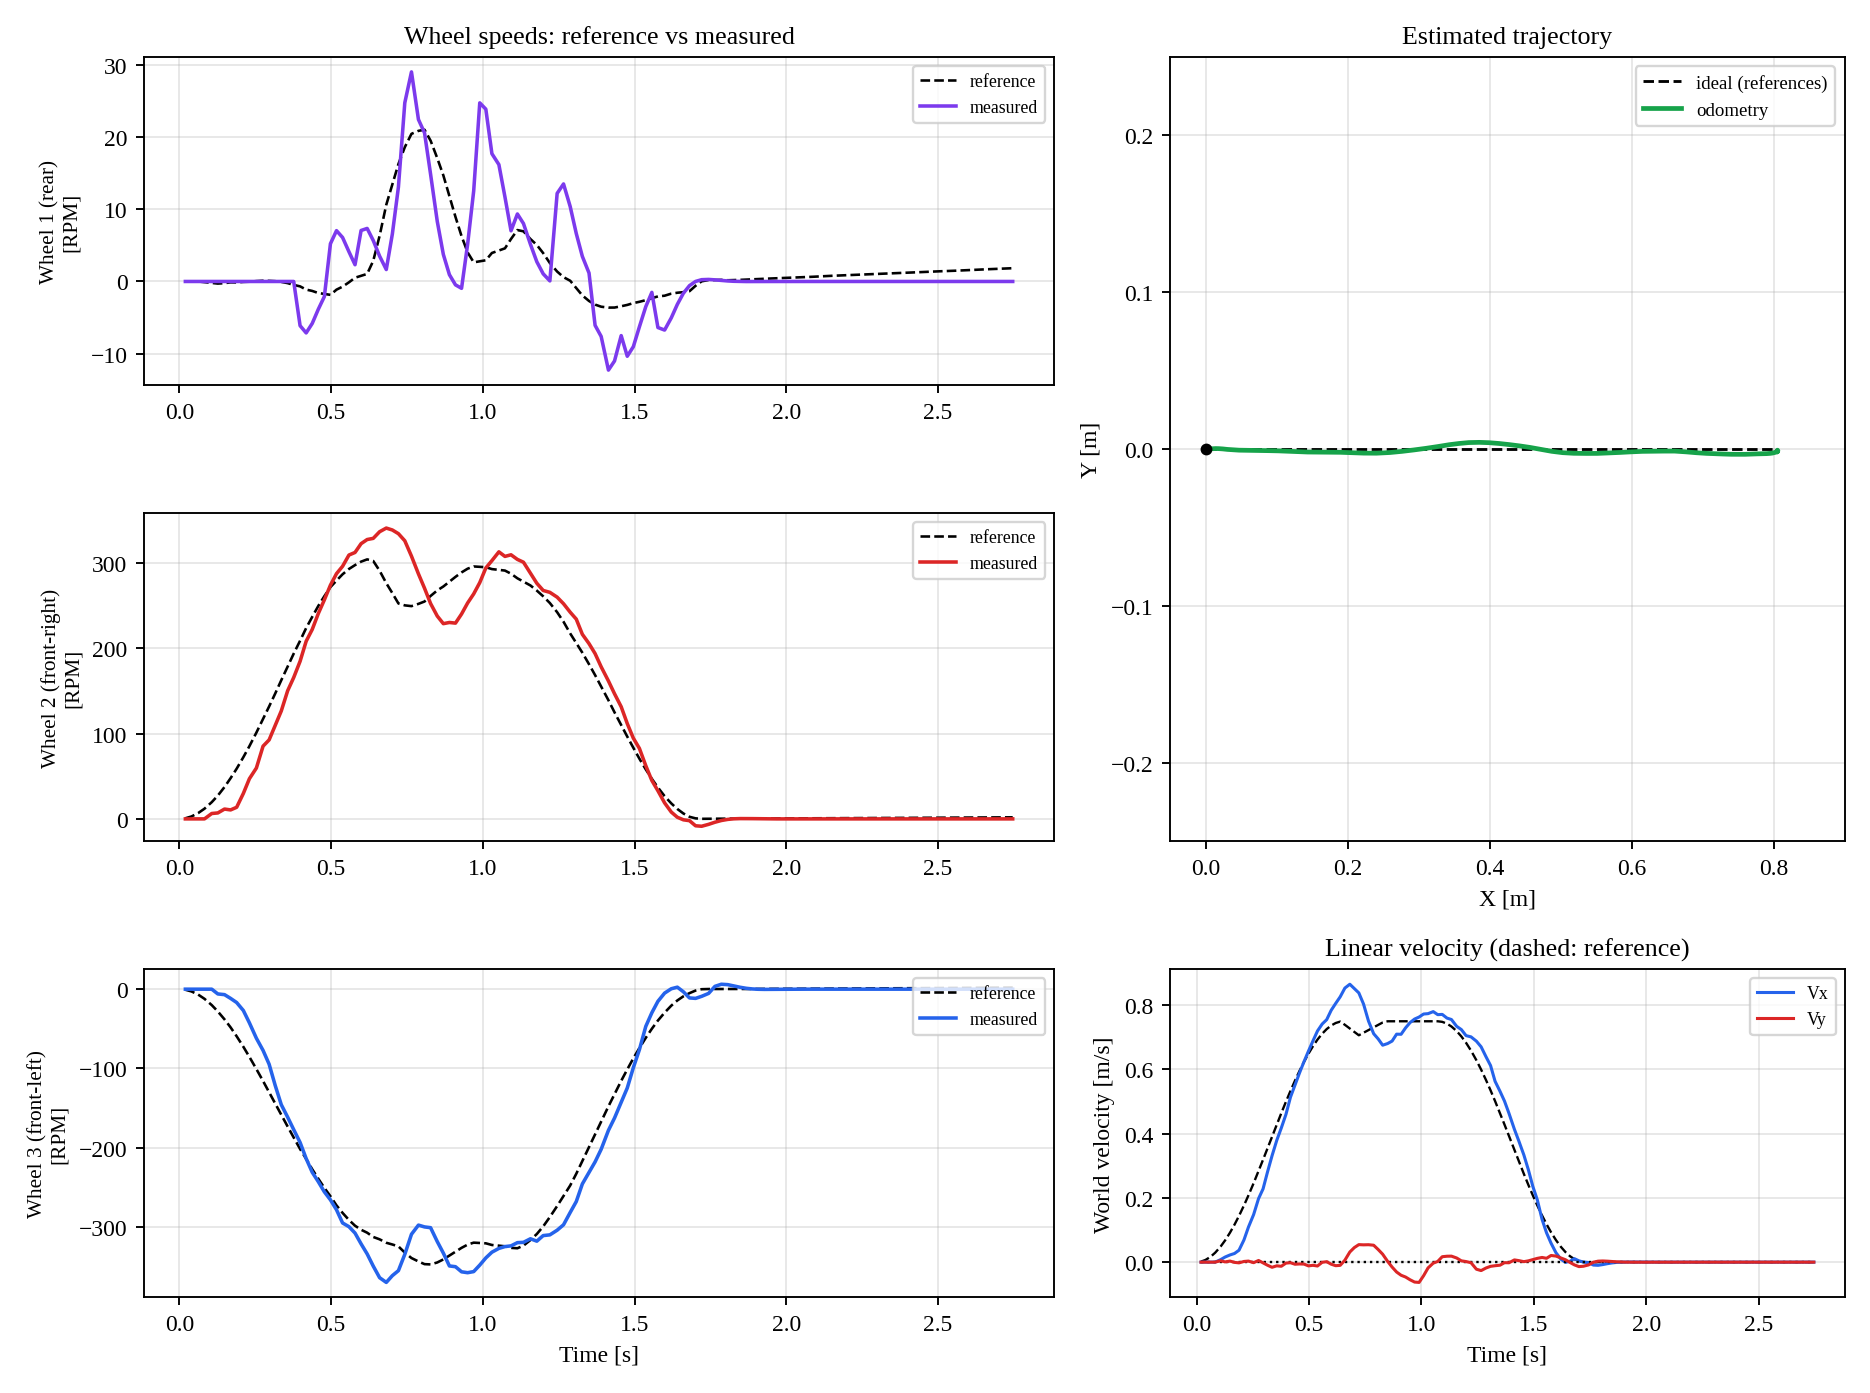 Wheel speeds: reference vs measured
Wheel 1 (rear)
[RPM]
30
20
10
0
−10
reference
measured
0.0 0.5 1.0 1.5 2.0 2.5
Wheel 2 (front-right)
[RPM]
300
200
100
0
reference
measured
0.0 0.5 1.0 1.5 2.0 2.5
Wheel 3 (front-left)
[RPM]
0
−100
−200
−300
reference
measured
0.0 0.5 1.0 1.5 2.0 2.5
Time [s]
Estimated trajectory
Y [m]
0.2
0.1
0.0
−0.1
−0.2
ideal (references)
odometry
0.0 0.2 0.4 0.6 0.8
X [m]
Linear velocity (dashed: reference)
World velocity [m/s]
0.8
0.6
0.4
0.2
0.0
Vx
Vy
0.0 0.5 1.0 1.5 2.0 2.5
Time [s]